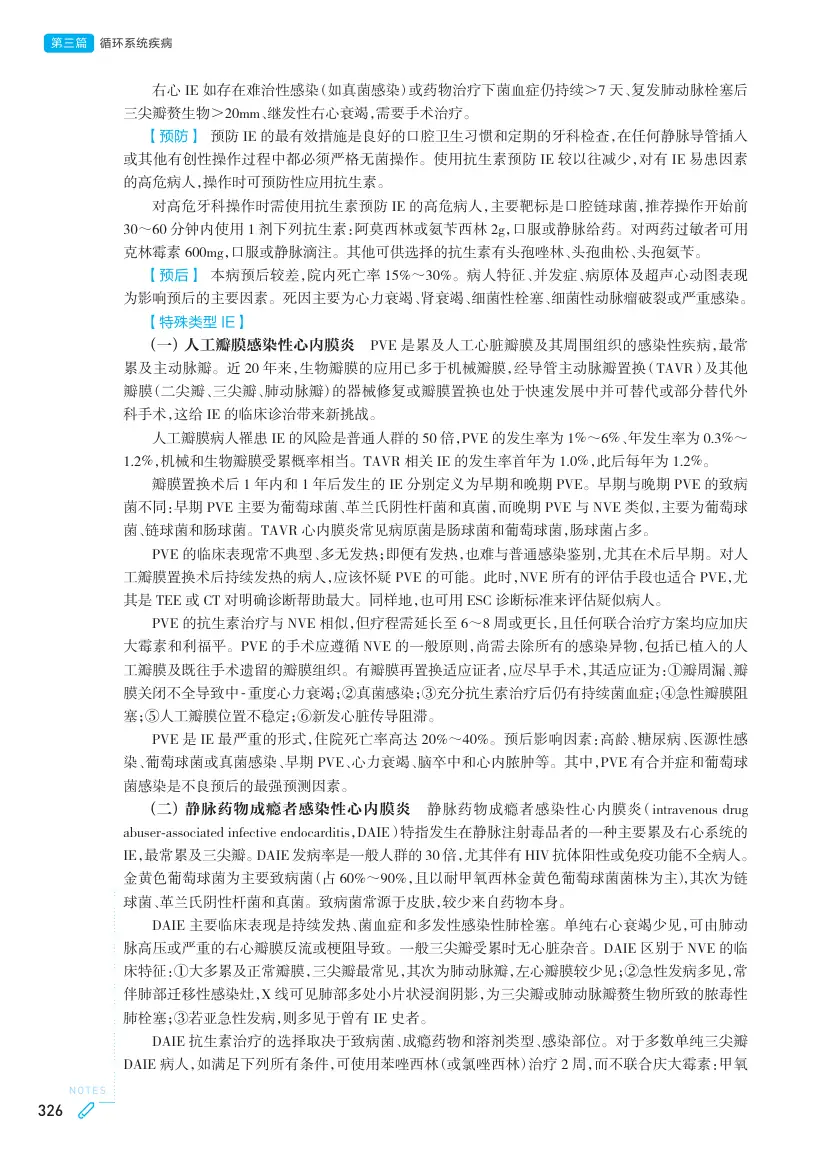 第三篇 循环系统疾病
右心 IE 如存在难治性感染(如真菌感染)或药物治疗下菌血症仍持续>7 天、复发肺动脉栓塞后
三尖瓣赘生物>20mm、继发性右心衰竭,需要手术治疗。
【预防】 预防 IE 的最有效措施是良好的口腔卫生习惯和定期的牙科检查,在任何静脉导管插入
或其他有创性操作过程中都必须严格无菌操作。使用抗生素预防 IE 较以往减少,对有 IE 易患因素
的高危病人,操作时可预防性应用抗生素。
对高危牙科操作时需使用抗生素预防 IE 的高危病人,主要靶标是口腔链球菌,推荐操作开始前
30~60 分钟内使用 1 剂下列抗生素:阿莫西林或氨苄西林 2g,口服或静脉给药。对两药过敏者可用
克林霉素 600mg,口服或静脉滴注。其他可供选择的抗生素有头孢唑林、头孢曲松、头孢氨苄。
【预后】 本病预后较差,院内死亡率 15%~30%。病人特征、并发症、病原体及超声心动图表现
为影响预后的主要因素。死因主要为心力衰竭、肾衰竭、细菌性栓塞、细菌性动脉瘤破裂或严重感染。
【特殊类型 IE】
(一) 人工瓣膜感染性心内膜炎 PVE 是累及人工心脏瓣膜及其周围组织的感染性疾病,最常
累及主动脉瓣。近 20 年来,生物瓣膜的应用已多于机械瓣膜,经导管主动脉瓣置换(TAVR)及其他
瓣膜(二尖瓣、三尖瓣、肺动脉瓣)的器械修复或瓣膜置换也处于快速发展中并可替代或部分替代外
科手术,这给 IE 的临床诊治带来新挑战。
人工瓣膜病人罹患 IE 的风险是普通人群的 50 倍,PVE 的发生率为 1%~6%、年发生率为 0.3%~
1.2%,机械和生物瓣膜受累概率相当。TAVR 相关 IE 的发生率首年为 1.0%,此后每年为 1.2%。
瓣膜置换术后 1 年内和 1 年后发生的 IE 分别定义为早期和晚期 PVE。早期与晚期 PVE 的致病
菌不同:早期 PVE 主要为葡萄球菌、革兰氏阴性杆菌和真菌,而晚期 PVE 与 NVE 类似,主要为葡萄球
菌、链球菌和肠球菌。TAVR 心内膜炎常见病原菌是肠球菌和葡萄球菌,肠球菌占多。
PVE 的临床表现常不典型、多无发热;即便有发热,也难与普通感染鉴别,尤其在术后早期。对人
工瓣膜置换术后持续发热的病人,应该怀疑 PVE 的可能。此时,NVE 所有的评估手段也适合 PVE,尤
其是 TEE 或 CT 对明确诊断帮助最大。同样地,也可用 ESC 诊断标准来评估疑似病人。
PVE 的抗生素治疗与 NVE 相似,但疗程需延长至 6~8 周或更长,且任何联合治疗方案均应加庆
大霉素和利福平。PVE 的手术应遵循 NVE 的一般原则,尚需去除所有的感染异物,包括已植入的人
工瓣膜及既往手术遗留的瓣膜组织。有瓣膜再置换适应证者,应尽早手术,其适应证为:①瓣周漏、瓣
膜关闭不全导致中-重度心力衰竭;②真菌感染;③充分抗生素治疗后仍有持续菌血症;④急性瓣膜阻
塞;⑤人工瓣膜位置不稳定;⑥新发心脏传导阻滞。
PVE 是 IE 最严重的形式,住院死亡率高达 20%~40%。预后影响因素:高龄、糖尿病、医源性感
染、葡萄球菌或真菌感染、早期 PVE、心力衰竭、脑卒中和心内脓肿等。其中,PVE 有合并症和葡萄球
菌感染是不良预后的最强预测因素。
(二) 静脉药物成瘾者感染性心内膜炎 静脉药物成瘾者感染性心内膜炎(intravenous drug
abuser-associated infective endocarditis,DAIE)特指发生在静脉注射毒品者的一种主要累及右心系统的
IE,最常累及三尖瓣。DAIE 发病率是一般人群的 30 倍,尤其伴有 HIV 抗体阳性或免疫功能不全病人。
金黄色葡萄球菌为主要致病菌(占 60%~90%,且以耐甲氧西林金黄色葡萄球菌菌株为主),其次为链
球菌、革兰氏阴性杆菌和真菌。致病菌常源于皮肤,较少来自药物本身。
DAIE 主要临床表现是持续发热、菌血症和多发性感染性肺栓塞。单纯右心衰竭少见,可由肺动
脉高压或严重的右心瓣膜反流或梗阻导致。一般三尖瓣受累时无心脏杂音。DAIE 区别于 NVE 的临
床特征:①大多累及正常瓣膜,三尖瓣最常见,其次为肺动脉瓣,左心瓣膜较少见;②急性发病多见,常
伴肺部迁移性感染灶,X 线可见肺部多处小片状浸润阴影,为三尖瓣或肺动脉瓣赘生物所致的脓毒性
肺栓塞;③若亚急性发病,则多见于曾有 IE 史者。
DAIE 抗生素治疗的选择取决于致病菌、成瘾药物和溶剂类型、感染部位。对于多数单纯三尖瓣
DAIE 病人,如满足下列所有条件,可使用苯唑西林(或氯唑西林)治疗 2 周,而不联合庆大霉素:甲氧
NOTES
326